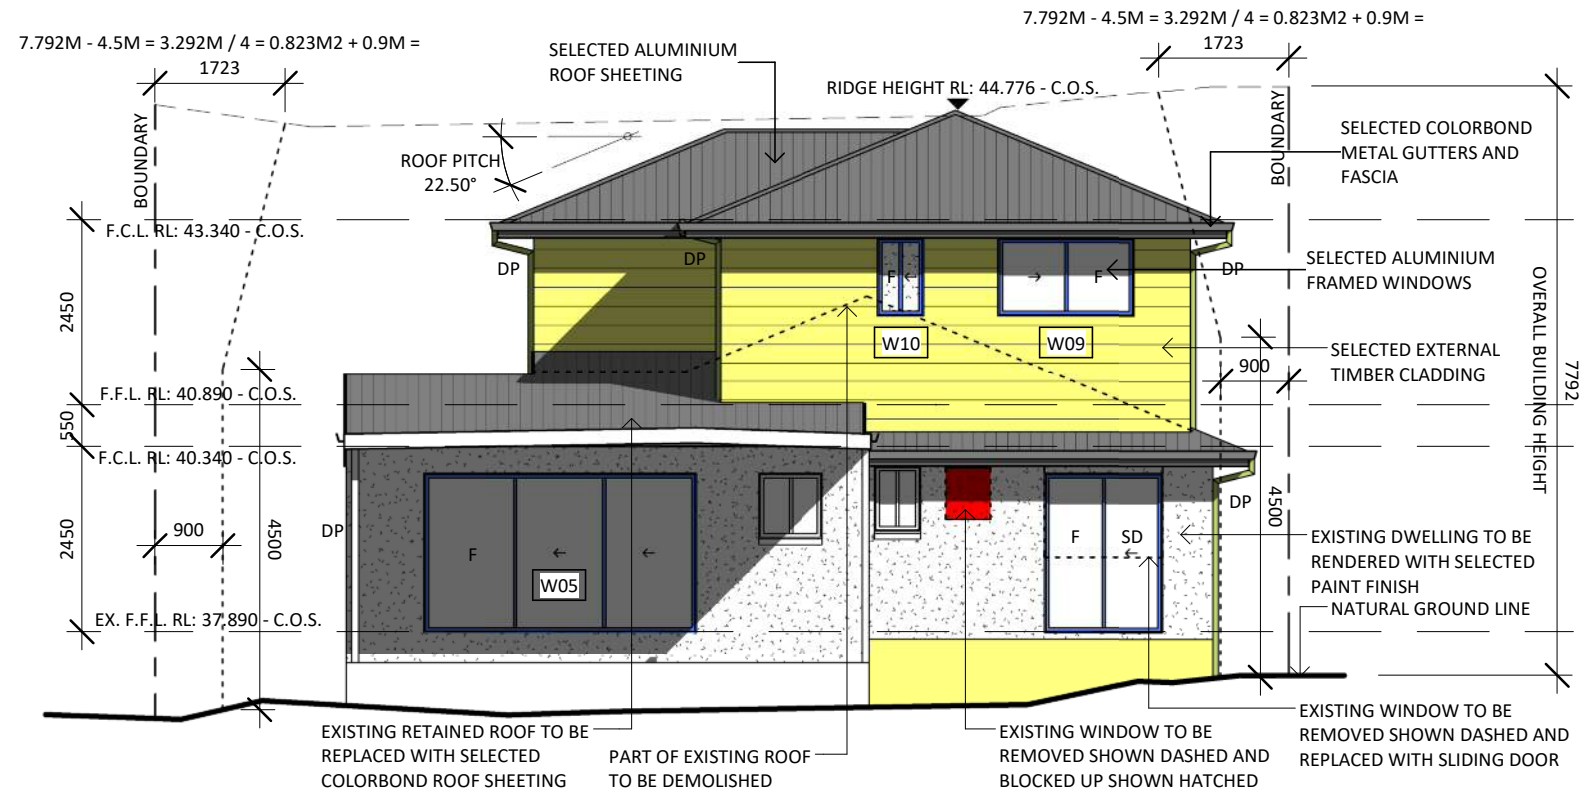 7.792M - 4.5M = 3.292M / 4 = 0.823M2 + 0.9M =
1723
7.792M - 4.5M = 3.292M / 4 = 0.823M2 + 0.9M =
1723
SELECTED ALUMINIUM
ROOF SHEETING
RIDGE HEIGHT RL: 44.776 - C.O.S.
BOUNDARY
BOUNDARY
ROOF PITCH
22.50°
SELECTED COLORBOND
METAL GUTTERS AND
FASCIA
F.C.L. RL: 43.340 - C.O.S.
DP
DP
DP
F
←
→
F
SELECTED ALUMINIUM
FRAMED WINDOWS
2450
W10
W09
SELECTED EXTERNAL
TIMBER CLADDING
900
OVERALL BUILDING HEIGHT
7792
F.F.L. RL: 40.890 - C.O.S.
550
F.C.L. RL: 40.340 - C.O.S.
2450
900
4500
DP
F
←
←
W05
F
SD
←
DP
4500
EXISTING DWELLING TO BE
RENDERED WITH SELECTED
PAINT FINISH
NATURAL GROUND LINE
EX. F.F.L. RL: 37.890 - C.O.S.
EXISTING RETAINED ROOF TO BE
REPLACED WITH SELECTED
COLORBOND ROOF SHEETING
PART OF EXISTING ROOF
TO BE DEMOLISHED
EXISTING WINDOW TO BE
REMOVED SHOWN DASHED AND
BLOCKED UP SHOWN HATCHED
EXISTING WINDOW TO BE
REMOVED SHOWN DASHED AND
REPLACED WITH SLIDING DOOR